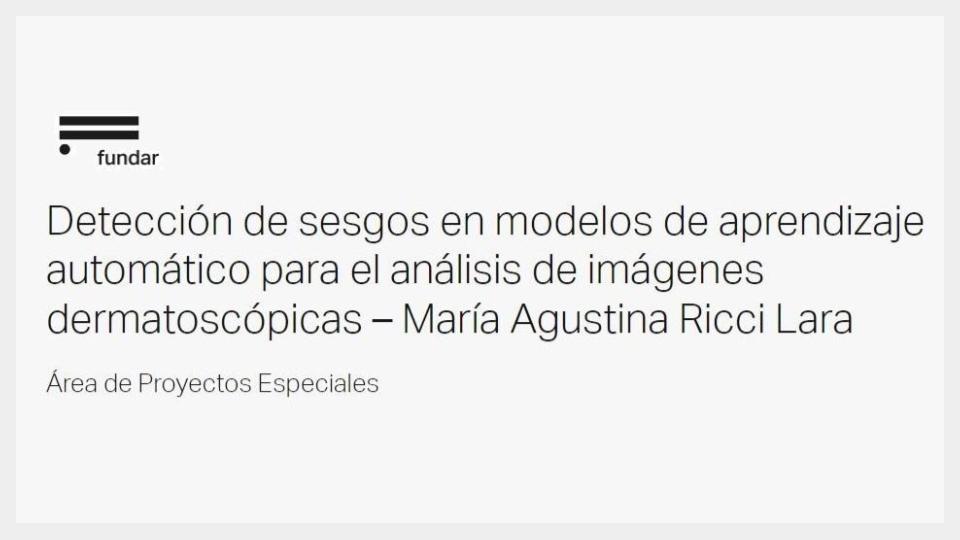 fundar
Detección de sesgos en modelos de aprendizaje
automático para el análisis de imágenes
dermatoscópicas – María Agustina Ricci Lara
Área de Proyectos Especiales